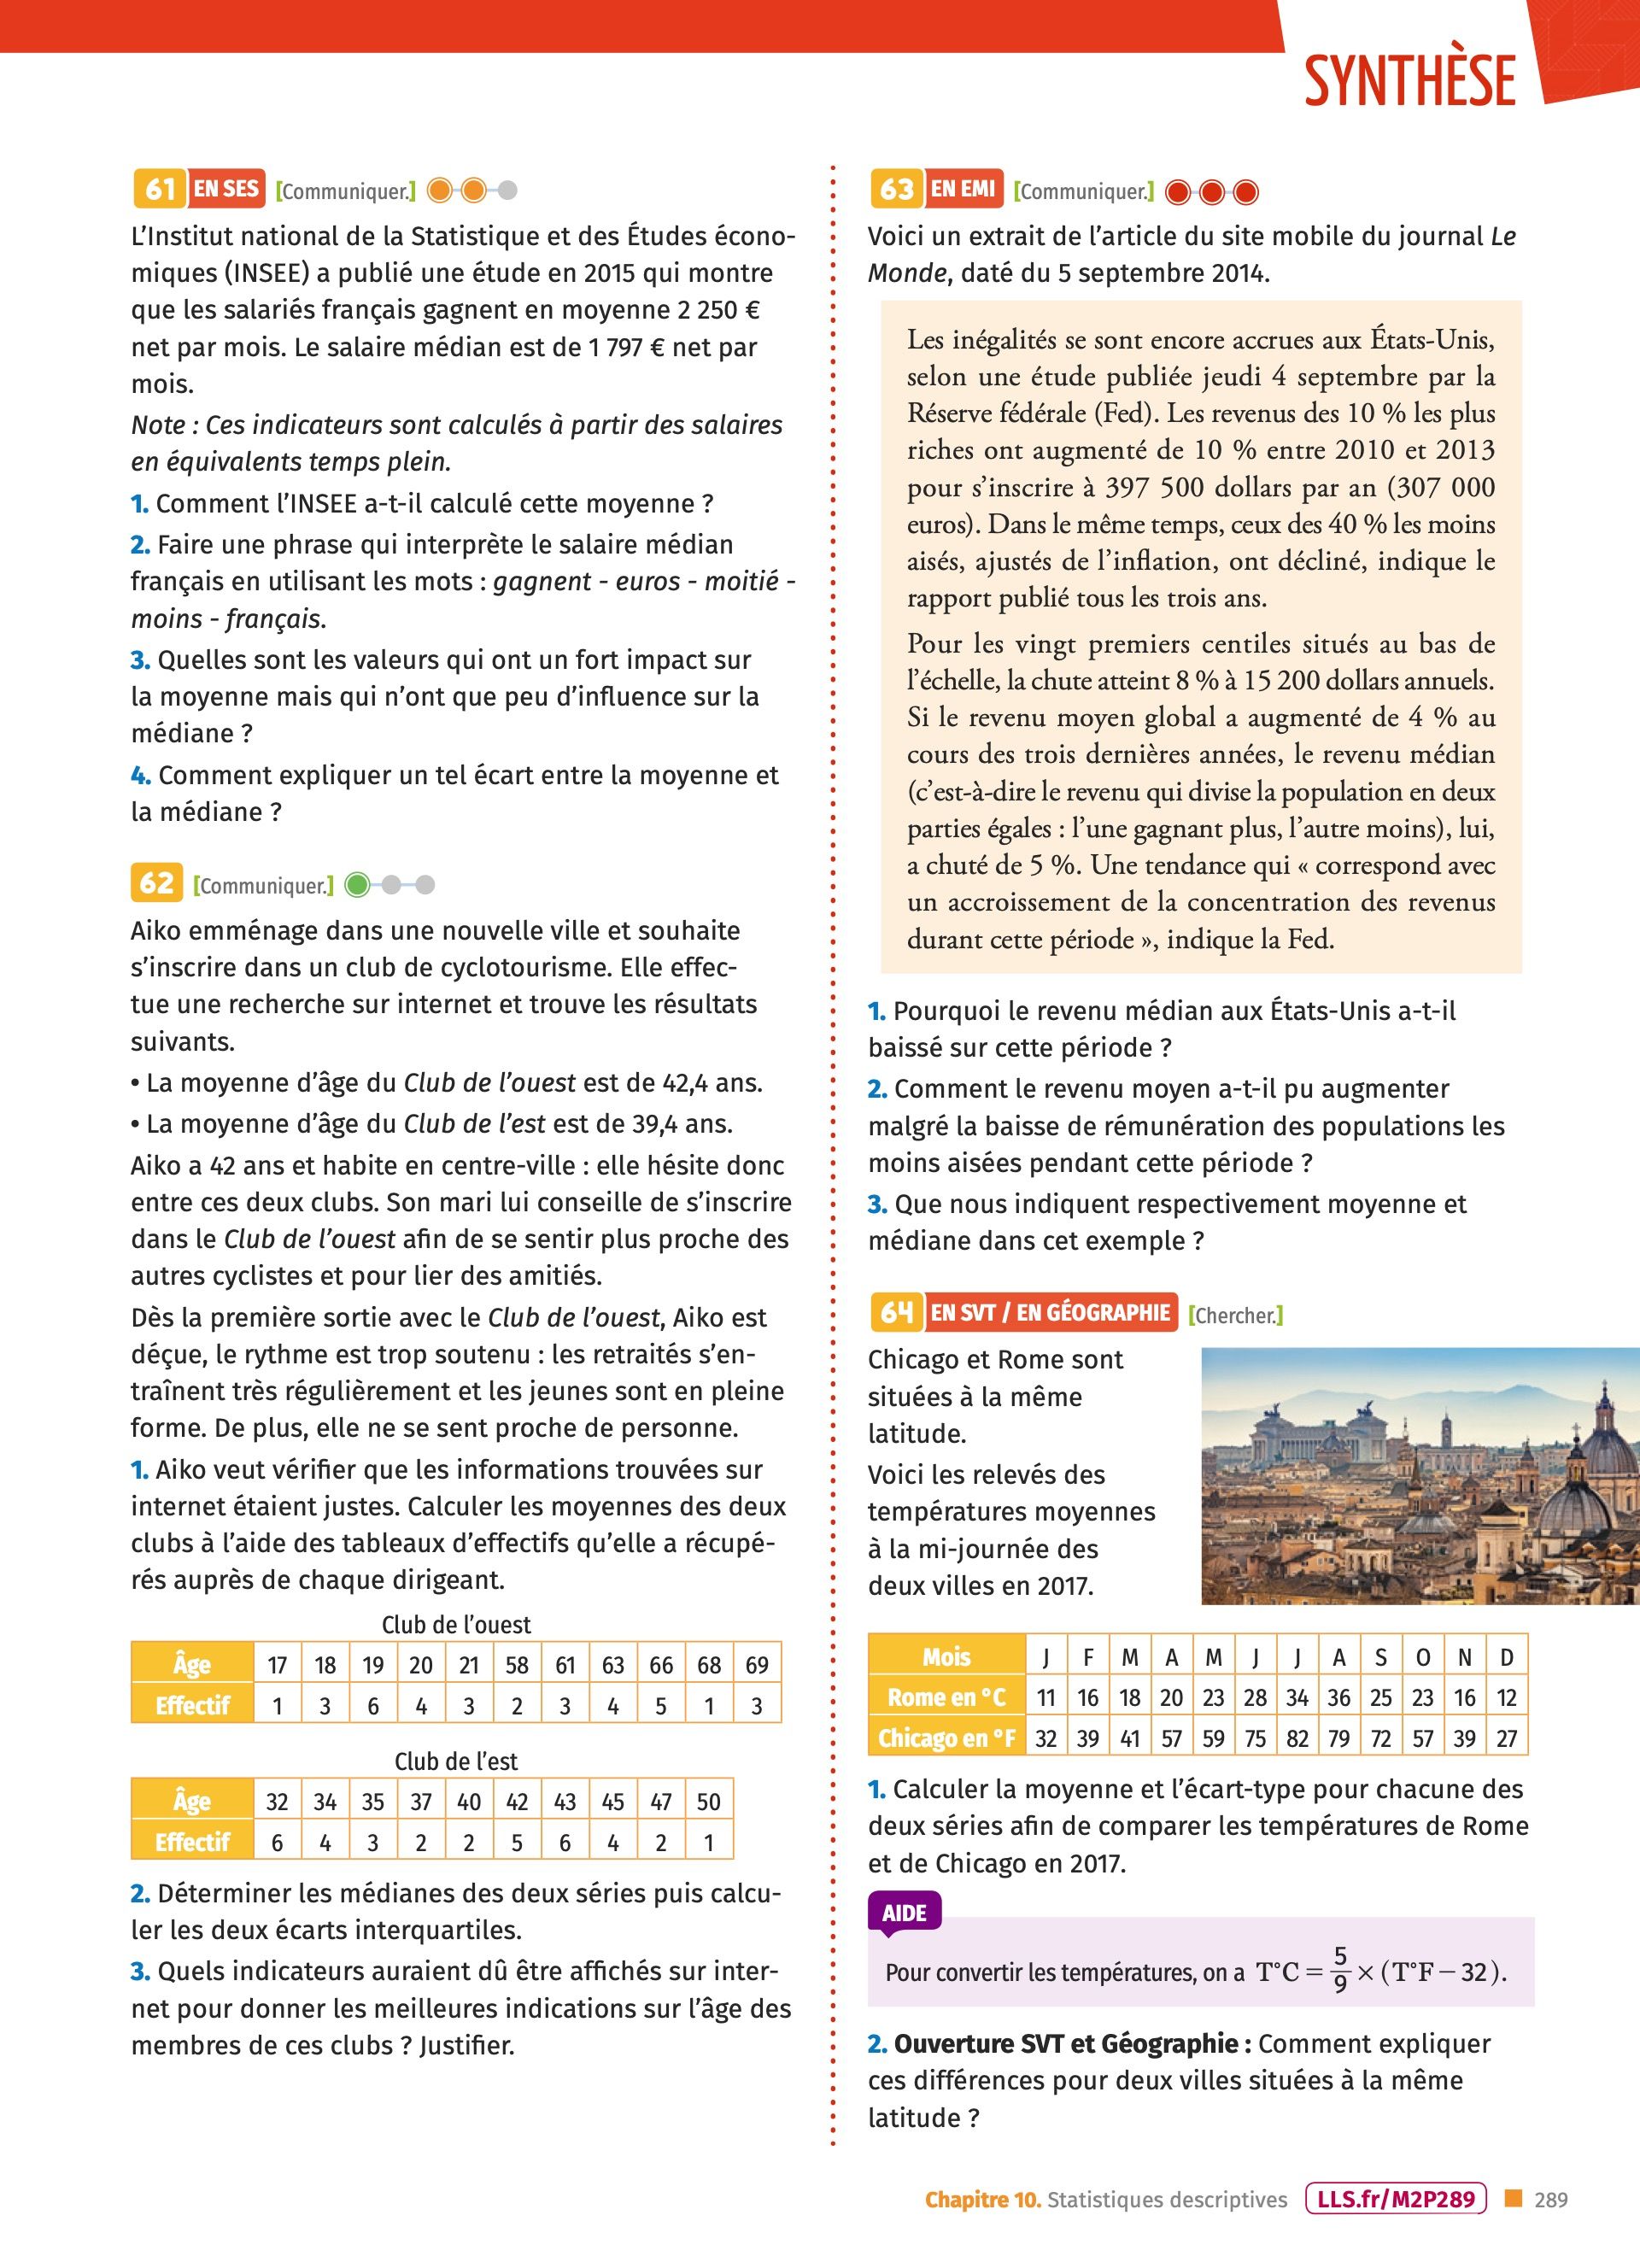 SYNTHÈSE
61 EN SES [Communiquer.]
L’Institut national de la Statistique et des Études écono-
miques (INSEE) a publié une étude en 2015 qui montre
que les salariés français gagnent en moyenne 2 250 €
net par mois. Le salaire médian est de 1 797 € net par
mois.
Note : Ces indicateurs sont calculés à partir des salaires
en équivalents temps plein.
1. Comment l’INSEE a-t-il calculé cette moyenne ?
2. Faire une phrase qui interprète le salaire médian
français en utilisant les mots : gagnent - euros - moitié -
moins - français.
3. Quelles sont les valeurs qui ont un fort impact sur
la moyenne mais qui n’ont que peu d’influence sur la
médiane ?
4. Comment expliquer un tel écart entre la moyenne et
la médiane ?
62 [Communiquer.]
Aiko emménage dans une nouvelle ville et souhaite
s’inscrire dans un club de cyclotourisme. Elle effec-
tue une recherche sur internet et trouve les résultats
suivants.
• La moyenne d’âge du Club de l’ouest est de 42,4 ans.
• La moyenne d’âge du Club de l’est est de 39,4 ans.
Aiko a 42 ans et habite en centre-ville : elle hésite donc
entre ces deux clubs. Son mari lui conseille de s’inscrire
dans le Club de l’ouest afin de se sentir plus proche des
autres cyclistes et pour lier des amitiés.
Dès la première sortie avec le Club de l’ouest, Aiko est
déçue, le rythme est trop soutenu : les retraités s’en-
traînent très régulièrement et les jeunes sont en pleine
forme. De plus, elle ne se sent proche de personne.
1. Aiko veut vérifier que les informations trouvées sur
internet étaient justes. Calculer les moyennes des deux
clubs à l’aide des tableaux d’effectifs qu’elle a récupé-
rés auprès de chaque dirigeant.
Club de l’ouest
Âge 17 18 19 20 21 58 61 63 66 68 69
Effectif 1 3 6 4 3 2 3 4 5 1 3
Club de l’est
Âge 32 34 35 37 40 42 43 45 47 50
Effectif 6 4 3 2 2 5 6 4 2 1
2. Déterminer les médianes des deux séries puis calcu-
ler les deux écarts interquartiles.
3. Quels indicateurs auraient dû être affichés sur inter-
net pour donner les meilleures indications sur l’âge des
membres de ces clubs ? Justifier.
63 EN EMI [Communiquer.]
Voici un extrait de l’article du site mobile du journal Le
Monde, daté du 5 septembre 2014.
Les inégalités se sont encore accrues aux États-Unis,
selon une étude publiée jeudi 4 septembre par la
Réserve fédérale (Fed). Les revenus des 10 % les plus
riches ont augmenté de 10 % entre 2010 et 2013
pour s’inscrire à 397 500 dollars par an (307 000
euros). Dans le même temps, ceux des 40 % les moins
aisés, ajustés de l’inflation, ont décliné, indique le
rapport publié tous les trois ans.
Pour les vingt premiers centiles situés au bas de
l’échelle, la chute atteint 8 % à 15 200 dollars annuels.
Si le revenu moyen global a augmenté de 4 % au
cours des trois dernières années, le revenu médian
(c’est-à-dire le revenu qui divise la population en deux
parties égales : l’une gagnant plus, l’autre moins), lui,
a chuté de 5 %. Une tendance qui « correspond avec
un accroissement de la concentration des revenus
durant cette période », indique la Fed.
1. Pourquoi le revenu médian aux États-Unis a-t-il
baissé sur cette période ?
2. Comment le revenu moyen a-t-il pu augmenter
malgré la baisse de rémunération des populations les
moins aisées pendant cette période ?
3. Que nous indiquent respectivement moyenne et
médiane dans cet exemple ?
64 EN SVT / EN GÉOGRAPHIE [Chercher.]
Chicago et Rome sont
situées à la même
latitude.
Voici les relevés des
températures moyennes
à la mi-journée des
deux villes en 2017.
Mois J F M A M J J A S O N D
Rome en °C 11 16 18 20 23 28 34 36 25 23 16 12
Chicago en °F 32 39 41 57 59 75 82 79 72 57 39 27
1. Calculer la moyenne et l’écart-type pour chacune des
deux séries afin de comparer les températures de Rome
et de Chicago en 2017.
AIDE
Pour convertir les températures, on a T°C = 5/9 × (T°F − 32).
2. Ouverture SVT et Géographie : Comment expliquer
ces différences pour deux villes situées à la même
latitude ?
Chapitre 10. Statistiques descriptives LLS.fr/M2P289 289